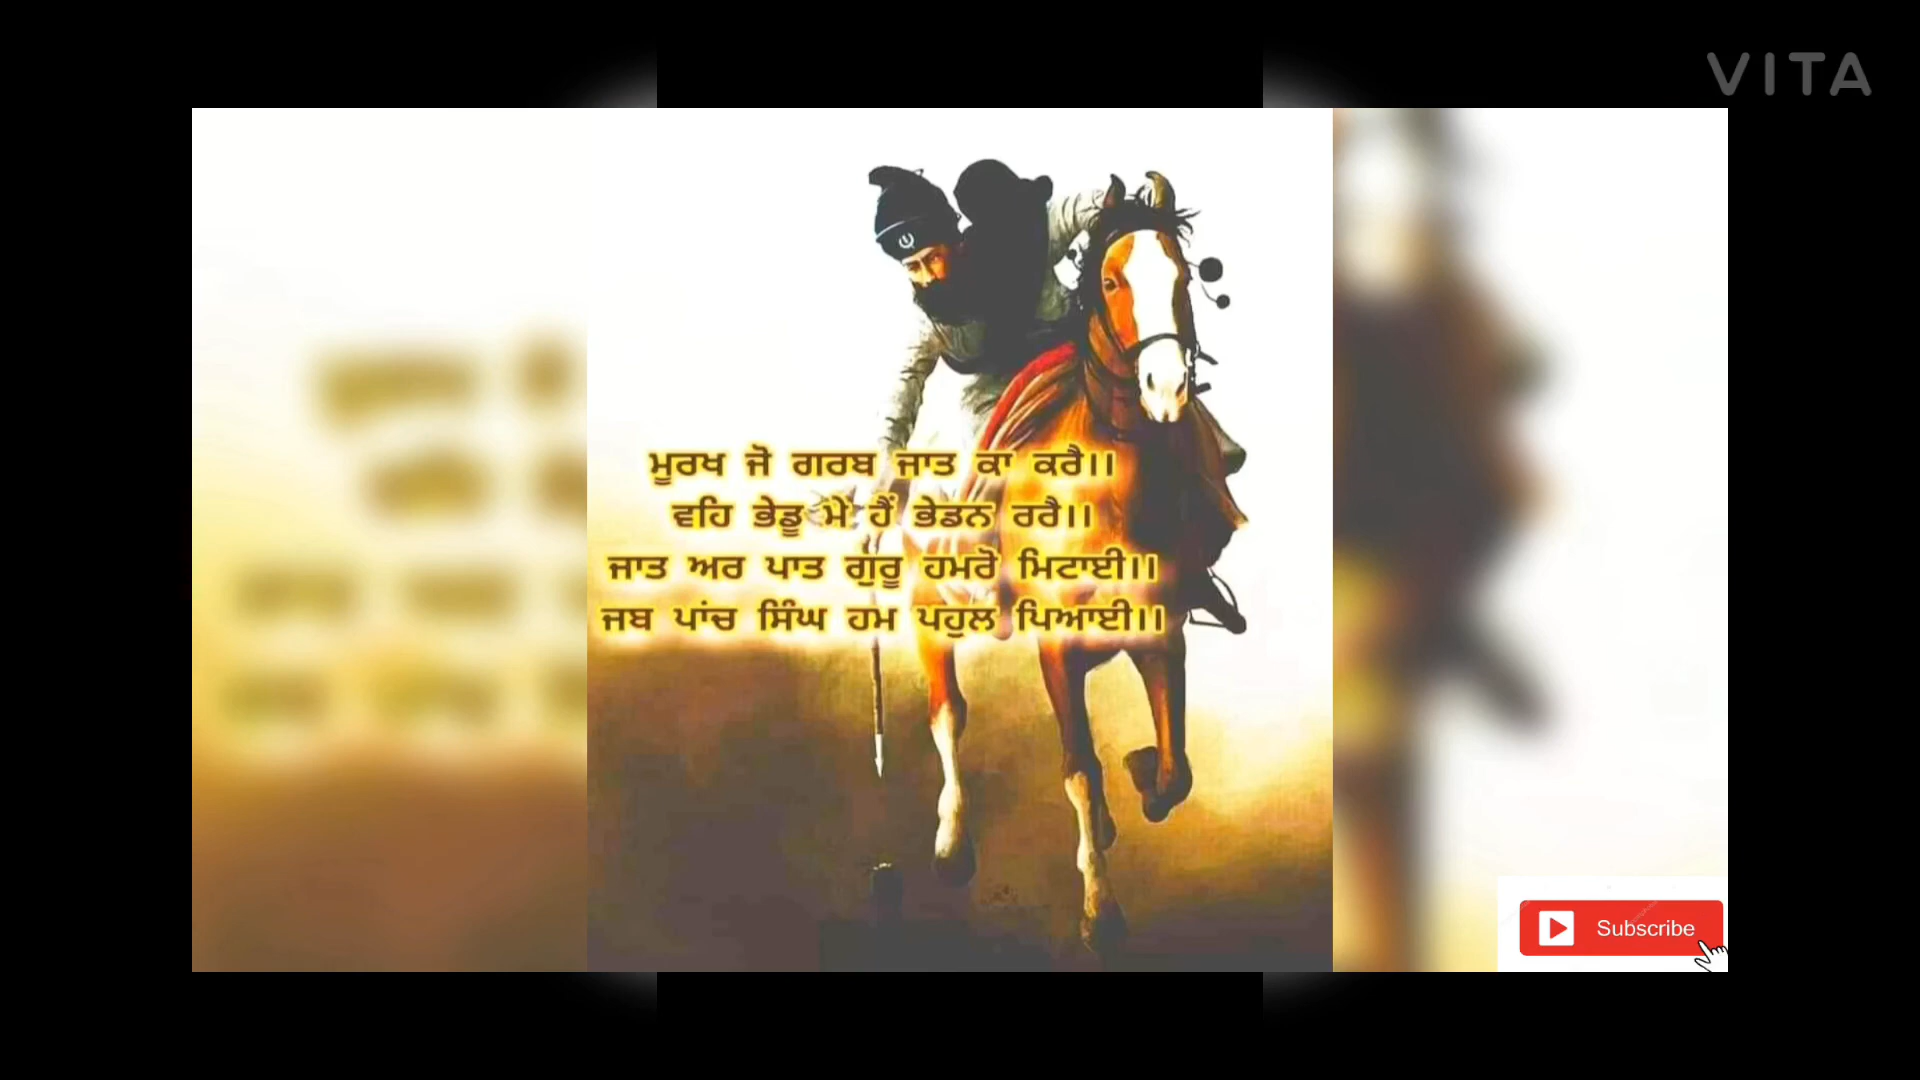 VITA
ਮੂਰਖ ਜੋ ਗਰਬ ਜਾਤ ਕਾ ਕਰੈ।।
ਵਹਿ ਭੇਡੂ ਮੇਂ ਹੈਂ ਭੇਡਨ ਰਰੈ।।
ਜਾਤ ਅਰ ਪਾਤ ਗੁਰੂ ਹਮਰੋ ਮਿਟਾਈ।।
ਜਬ ਪਾਂਚ ਸਿੰਘ ਹਮ ਪਹੁਲ ਪਿਆਈ।।
Subscribe